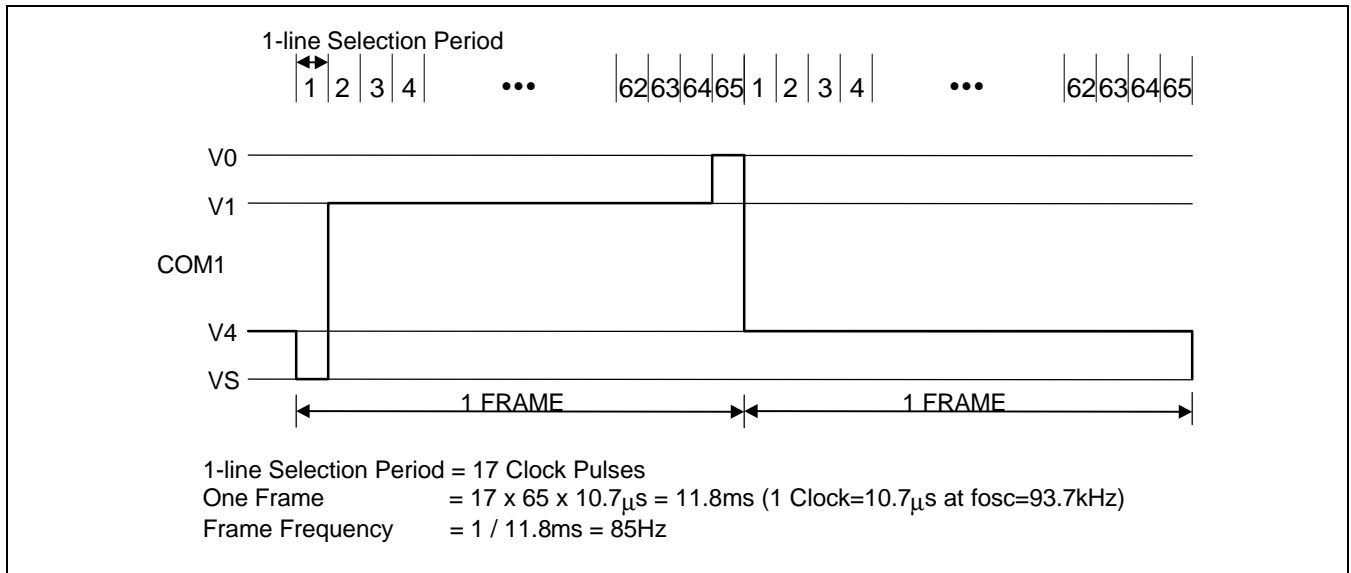 1-line Selection Period
1 2 3 4 ••• 62 63 64 65 1 2 3 4 ••• 62 63 64 65
V0
V1
COM1
V4
VS
1 FRAME 1 FRAME
1-line Selection Period = 17 Clock Pulses
One Frame = 17 x 65 x 10.7μs = 11.8ms (1 Clock=10.7μs at fosc=93.7kHz)
Frame Frequency = 1 / 11.8ms = 85Hz